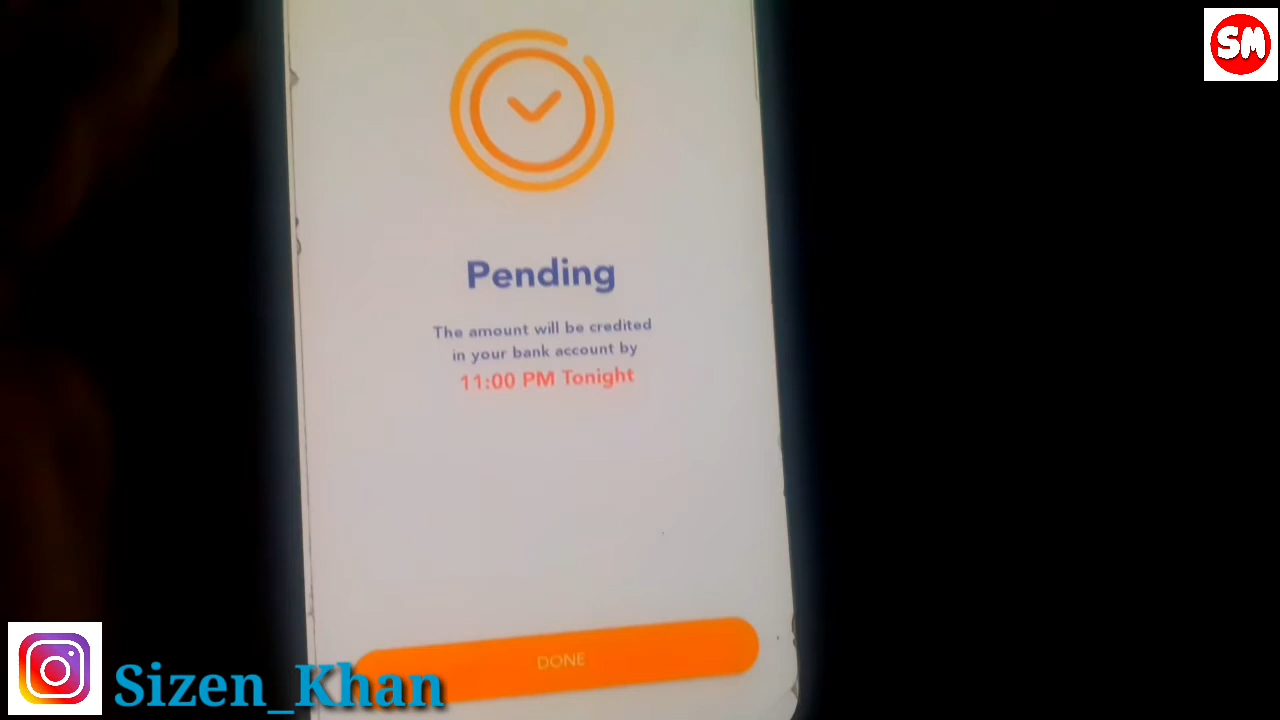 SM
Pending
The amount will be credited
in your bank account by
11:00 PM Tonight
DONE
Sizen_Khan